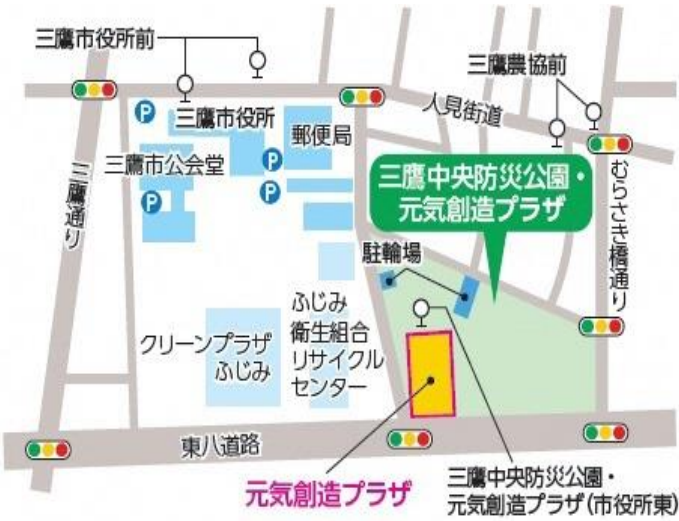 三鷹市役所前
三鷹農協前
人見街道
P
三鷹市役所
郵便局
三鷹市公会堂
P
P
P
三鷹中央防災公園・
元気創造プラザ
三鷹通り
むらさき橋通り
駐輪場
ふじみ
衛生組合
リサイクル
センター
クリーンプラザ
ふじみ
東八道路
元気創造プラザ
三鷹中央防災公園・
元気創造プラザ(市役所東)